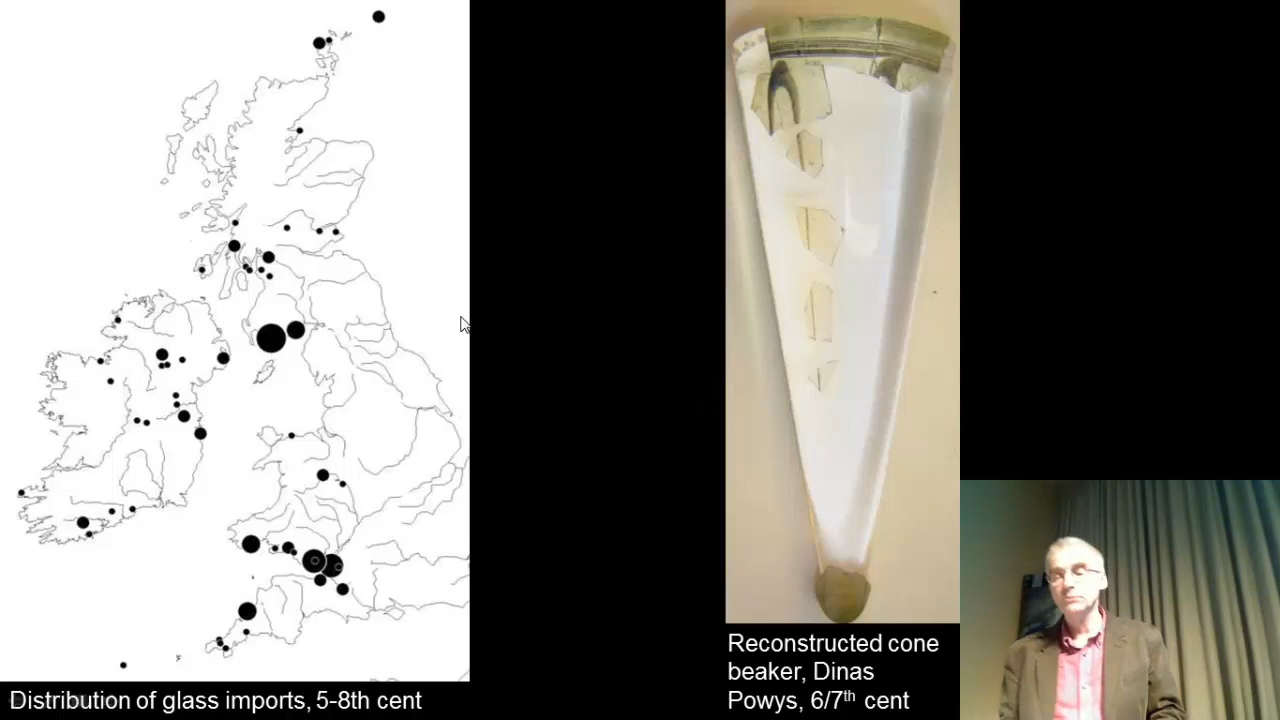 Distribution of glass imports, 5-8th cent
Reconstructed cone
beaker, Dinas
Powys, 6/7th cent